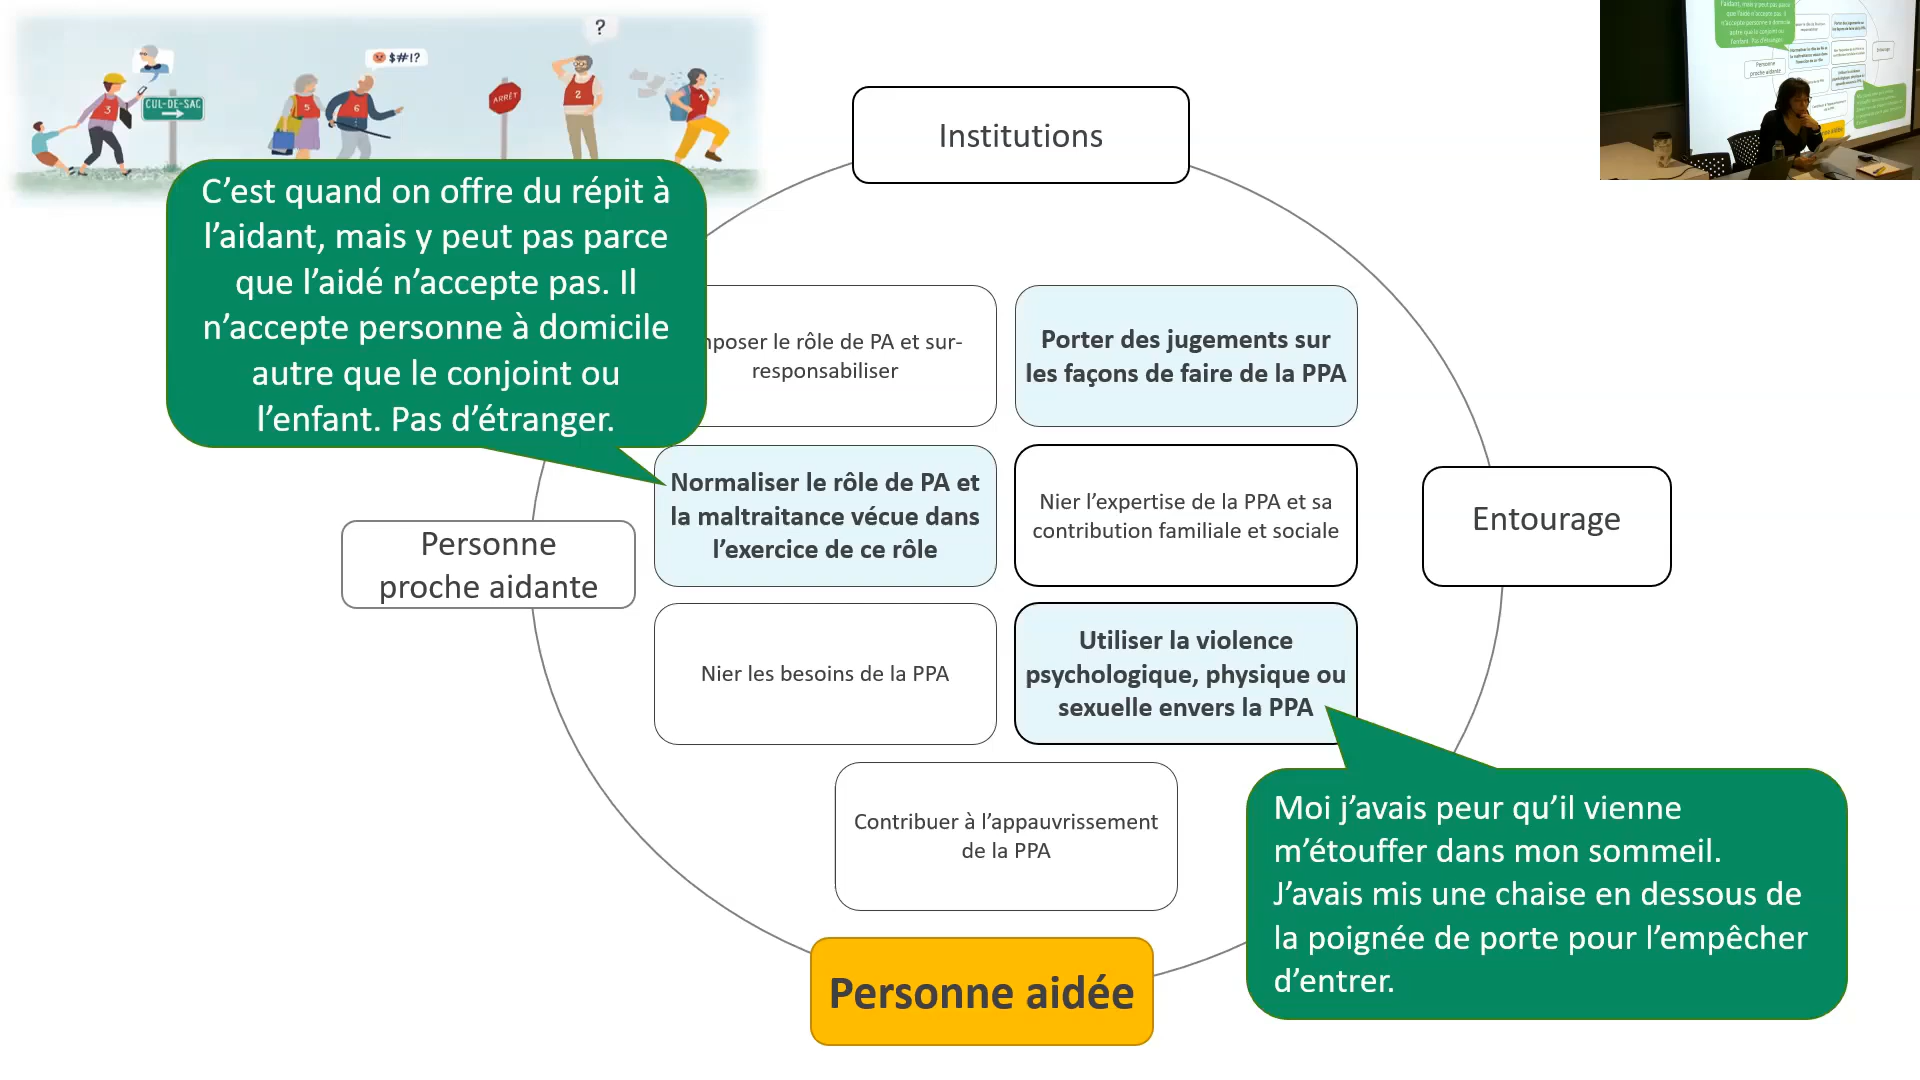 ?
$#!?
CUL-DE-SAC
ARRÊT
3
5
6
2
1
Institutions
C’est quand on offre du répit à
l’aidant, mais y peut pas parce
que l’aidé n’accepte pas. Il
n’accepte personne à domicile
autre que le conjoint ou
l’enfant. Pas d’étranger.
poser le rôle de PA et sur-
responsabiliser
Porter des jugements sur
les façons de faire de la PPA
Normaliser le rôle de PA et
la maltraitance vécue dans
l’exercice de ce rôle
Nier l’expertise de la PPA et sa
contribution familiale et sociale
Entourage
Personne
proche aidante
Nier les besoins de la PPA
Utiliser la violence
psychologique, physique ou
sexuelle envers la PPA
Contribuer à l’appauvrissement
de la PPA
Moi j’avais peur qu’il vienne
m’étouffer dans mon sommeil.
J’avais mis une chaise en dessous de
la poignée de porte pour l’empêcher
d’entrer.
Personne aidée